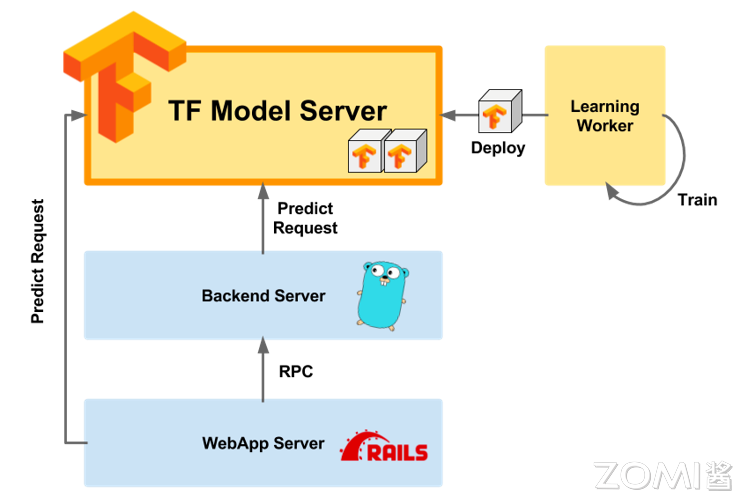 TF Model Server
Learning
Worker
Deploy
Train
Predict
Request
Predict Request
Backend Server
RPC
WebApp Server
RAILS
ZOMI酱